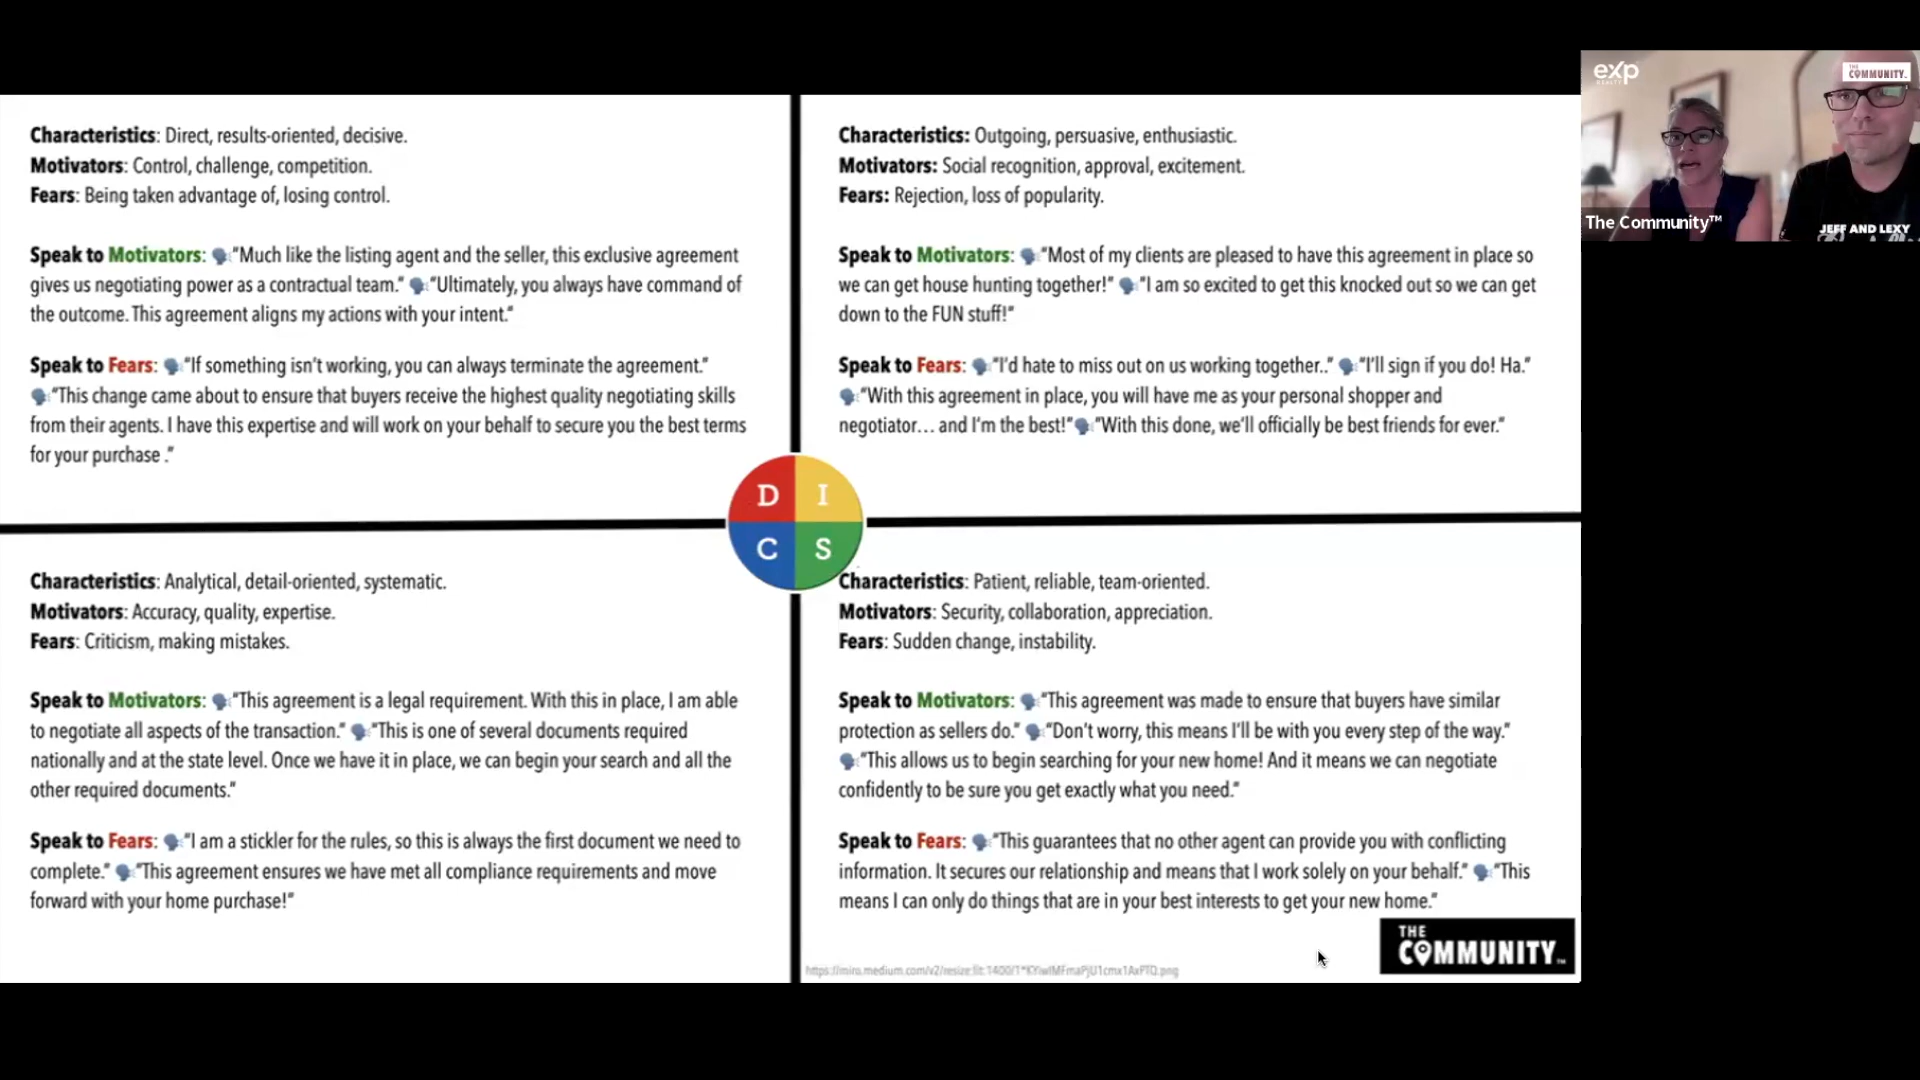 Characteristics: Direct, results-oriented, decisive.
Motivators: Control, challenge, competition.
Fears: Being taken advantage of, losing control.
Speak to Motivators: 🗣️"Much like the listing agent and the seller, this exclusive agreement
gives us negotiating power as a contractual team." 🗣️"Ultimately, you always have command of
the outcome. This agreement aligns my actions with your intent."
Speak to Fears: 🗣️"If something isn't working, you can always terminate the agreement."
🗣️"This change came about to ensure that buyers receive the highest quality negotiating skills
from their agents. I have this expertise and will work on your behalf to secure you the best terms
for your purchase ."
Characteristics: Outgoing, persuasive, enthusiastic.
Motivators: Social recognition, approval, excitement.
Fears: Rejection, loss of popularity.
Speak to Motivators: 🗣️"Most of my clients are pleased to have this agreement in place so
we can get house hunting together!" 🗣️"I am so excited to get this knocked out so we can get
down to the FUN stuff!"
Speak to Fears: 🗣️"I'd hate to miss out on us working together.." 🗣️"I'll sign if you do! Ha."
🗣️"With this agreement in place, you will have me as your personal shopper and
negotiator… and I'm the best!"🗣️"With this done, we'll officially be best friends for ever."
D I
C S
Characteristics: Analytical, detail-oriented, systematic.
Motivators: Accuracy, quality, expertise.
Fears: Criticism, making mistakes.
Speak to Motivators: 🗣️"This agreement is a legal requirement. With this in place, I am able
to negotiate all aspects of the transaction." 🗣️"This is one of several documents required
nationally and at the state level. Once we have it in place, we can begin your search and all the
other required documents."
Speak to Fears: 🗣️"I am a stickler for the rules, so this is always the first document we need to
complete." 🗣️"This agreement ensures we have met all compliance requirements and move
forward with your home purchase!"
Characteristics: Patient, reliable, team-oriented.
Motivators: Security, collaboration, appreciation.
Fears: Sudden change, instability.
Speak to Motivators: 🗣️"This agreement was made to ensure that buyers have similar
protection as sellers do." 🗣️"Don't worry, this means I'll be with you every step of the way."
🗣️"This allows us to begin searching for your new home! And it means we can negotiate
confidently to be sure you get exactly what you need."
Speak to Fears: 🗣️"This guarantees that no other agent can provide you with conflicting
information. It secures our relationship and means that I work solely on your behalf." 🗣️"This
means I can only do things that are in your best interests to get your new home."
THE
COMMUNITY™
exp
REALTY
THE
COMMUNITY.
The Community™
JEFF AND LEXY